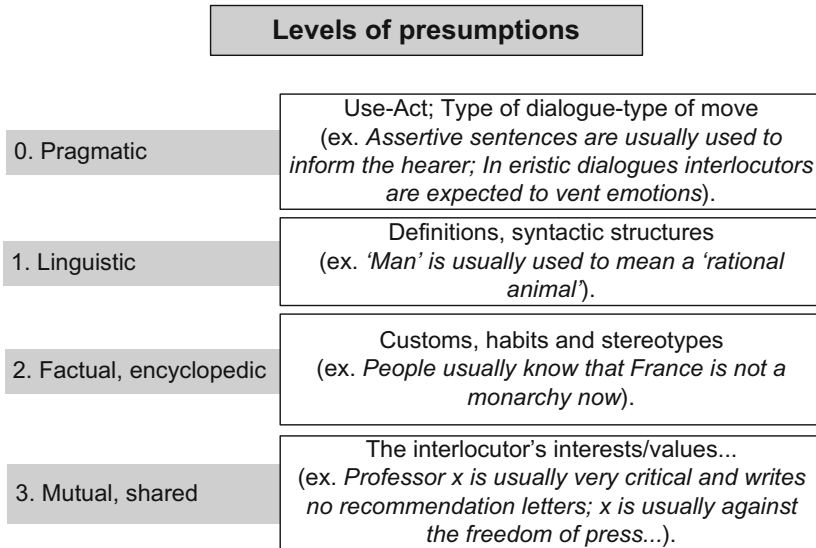 Levels of presumptions
0. Pragmatic
Use-Act; Type of dialogue-type of move
(ex. Assertive sentences are usually used to
inform the hearer; In eristic dialogues interlocutors
are expected to vent emotions).
1. Linguistic
Definitions, syntactic structures
(ex. ‘Man’ is usually used to mean a ‘rational
animal’).
2. Factual, encyclopedic
Customs, habits and stereotypes
(ex. People usually know that France is not a
monarchy now).
3. Mutual, shared
The interlocutor’s interests/values...
(ex. Professor x is usually very critical and writes
no recommendation letters; x is usually against
the freedom of press...).